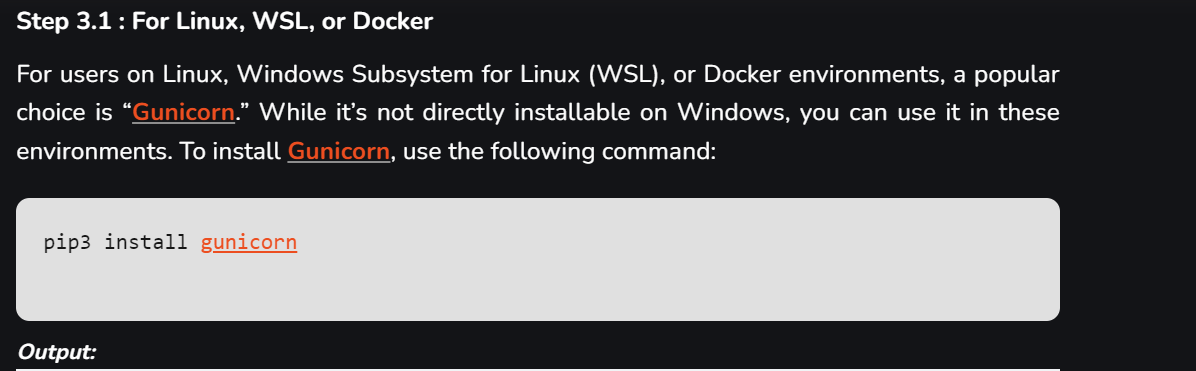 Step 3.1 : For Linux, WSL, or Docker
For users on Linux, Windows Subsystem for Linux (WSL), or Docker environments, a popular
choice is “Gunicorn.” While it’s not directly installable on Windows, you can use it in these
environments. To install Gunicorn, use the following command:
pip3 install gunicorn
Output: